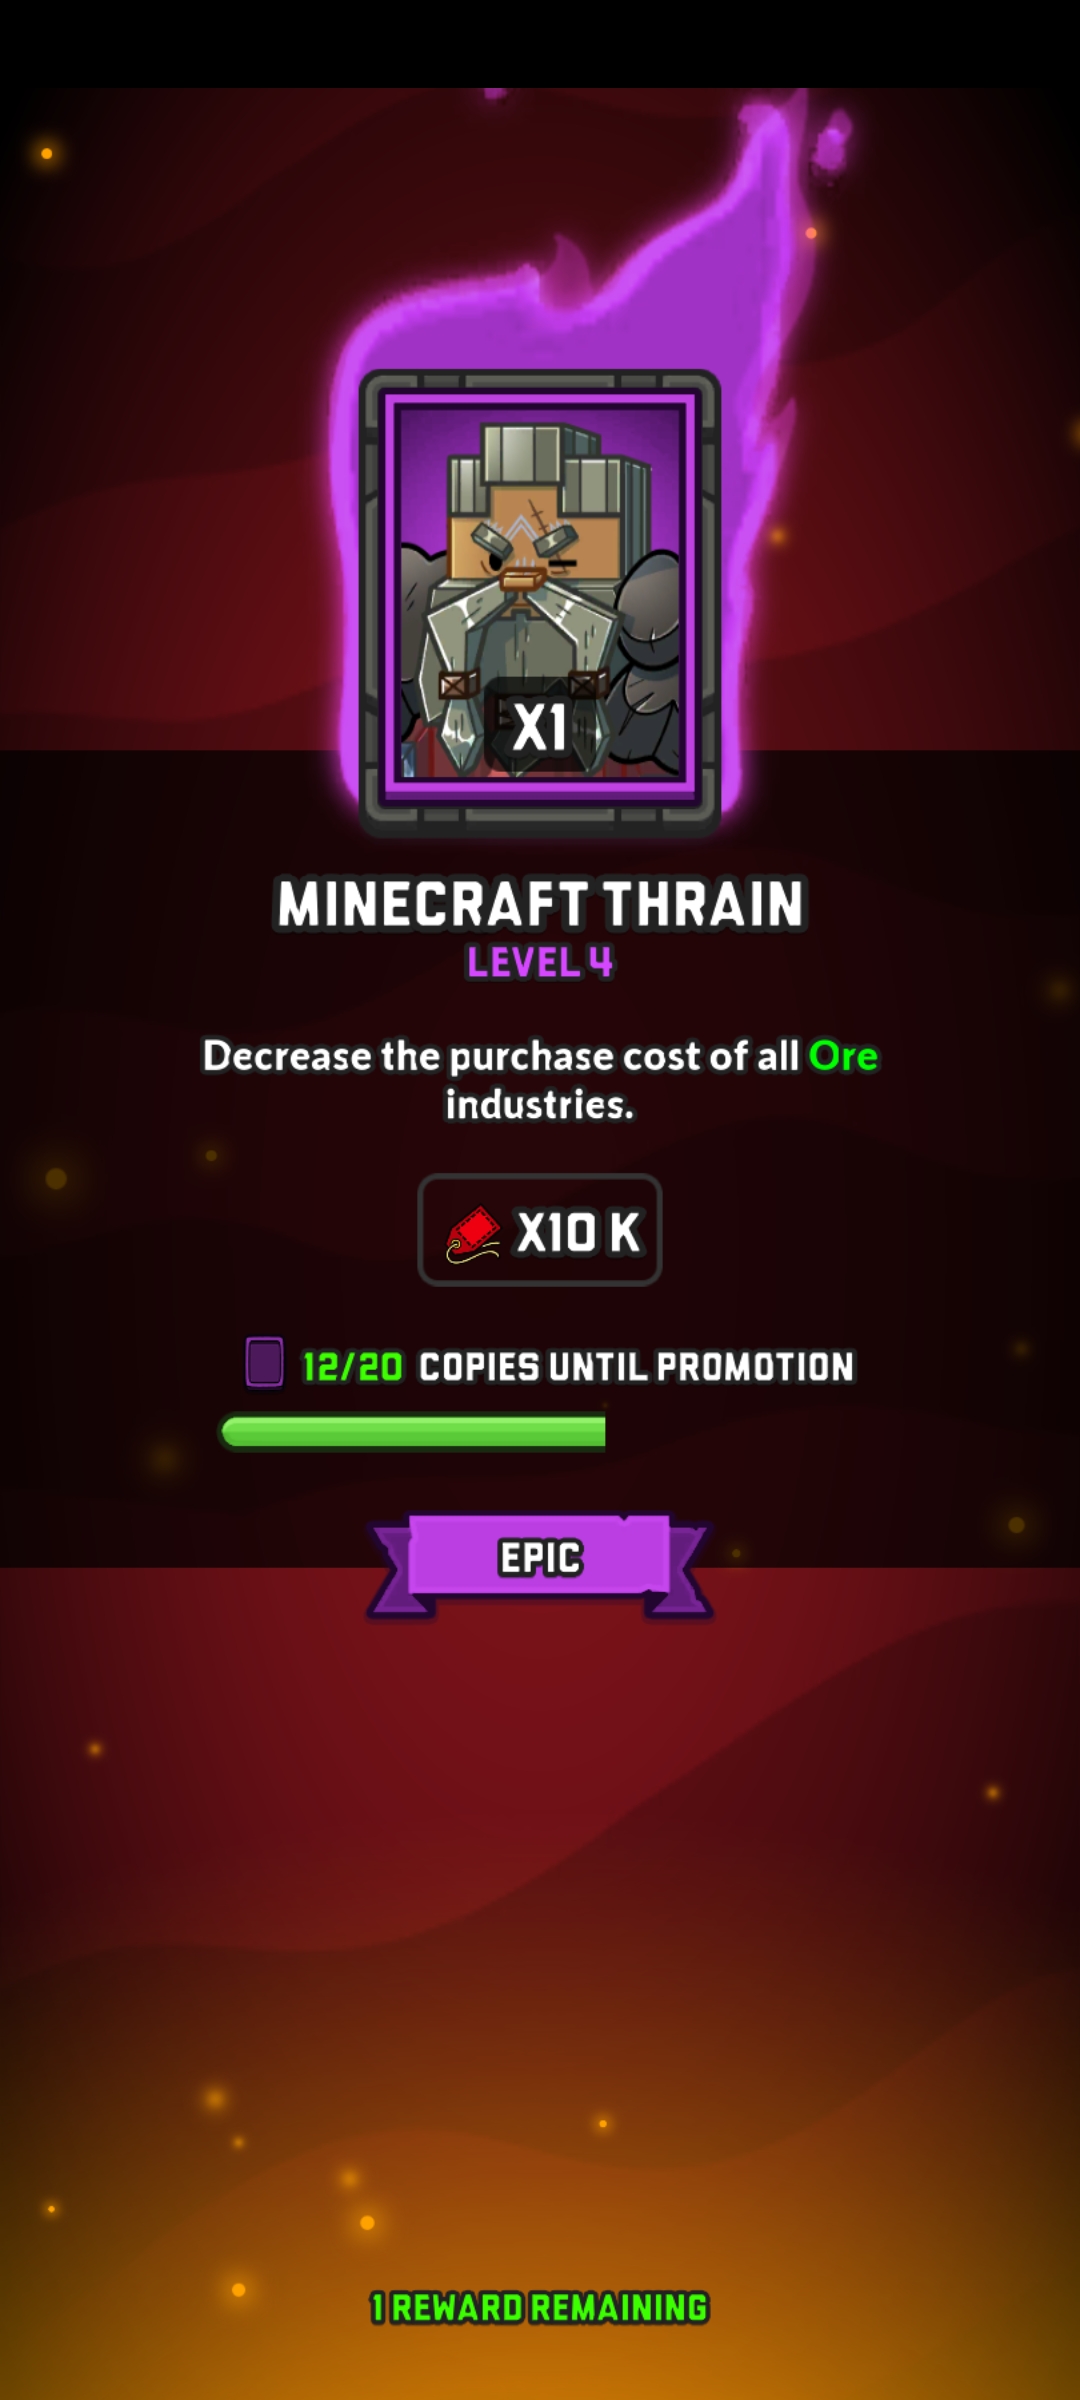 X1
MINECRAFT THRAIN
LEVEL 4
Decrease the purchase cost of all Ore
industries.
X10 K
12/20 COPIES UNTIL PROMOTION
EPIC
1 REWARD REMAINING